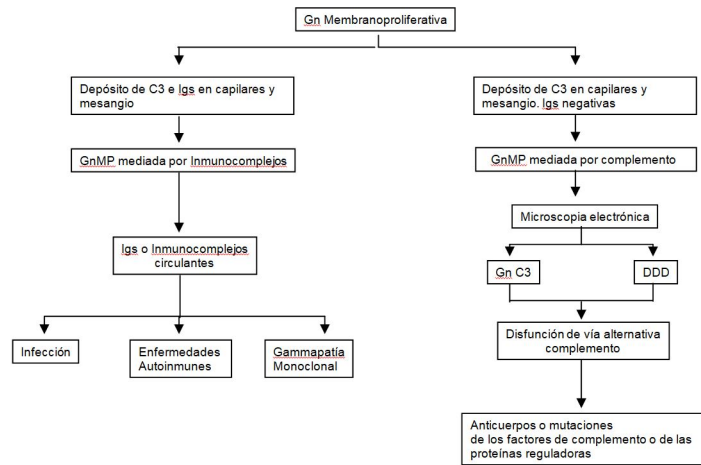 Gn Membranoproliferativa
Depósito de C3 e Igs en capilares y
mesangio
Depósito de C3 en capilares y
mesangio. Igs negativas
GnMP mediada por Inmunocomplejos
GnMP mediada por complemento
Microscopia electrónica
Igs o Inmunocomplejos
circulantes
Gn C3
DDD
Infección
Enfermedades
Autoinmunes
Gammapatía
Monoclonal
Disfunción de vía alternativa
complemento
Anticuerpos o mutaciones
de los factores de complemento o de las
proteínas reguladoras